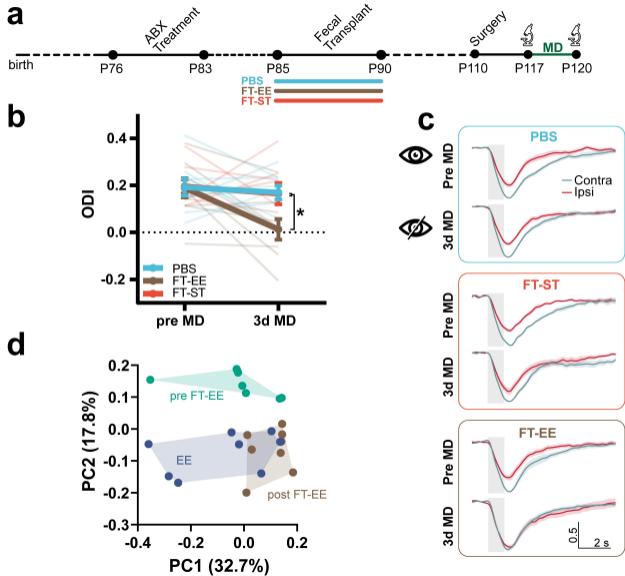 a
ABX
Treatment
Fecal
Transplant
Surgery
MD
birth
P76
P83
P85
P90
P110
P117
P120
PBS
FT-EE
FT-ST
b
ODI
0.4
0.2
0.0
-0.2
*
PBS
FT-EE
FT-ST
pre MD
3d MD
c
PBS
Pre MD
Contra
Ipsi
3d MD
FT-ST
Pre MD
3d MD
FT-EE
Pre MD
3d MD
0.5
2 s
d
PC2 (17.8%)
0.2
0.1
0.0
-0.1
-0.2
-0.3
pre FT-EE
EE
post FT-EE
-0.4
-0.2
0.0
0.2
PC1 (32.7%)